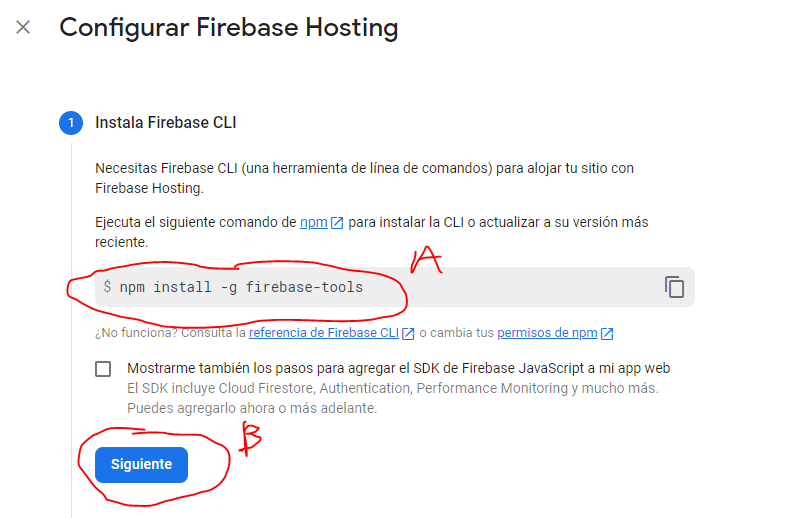 Configurar Firebase Hosting
1 Instala Firebase CLI
Necesitas Firebase CLI (una herramienta de línea de comandos) para alojar tu sitio con
Firebase Hosting.
Ejecuta el siguiente comando de npm para instalar la CLI o actualizar a su versión más
reciente.
A
$ npm install -g firebase-tools
¿No funciona? Consulta la referencia de Firebase CLI o cambia tus permisos de npm
Mostrarme también los pasos para agregar el SDK de Firebase JavaScript a mi app web
El SDK incluye Cloud Firestore, Authentication, Performance Monitoring y mucho más.
Puedes agregarlo ahora o más adelante.
B
Siguiente